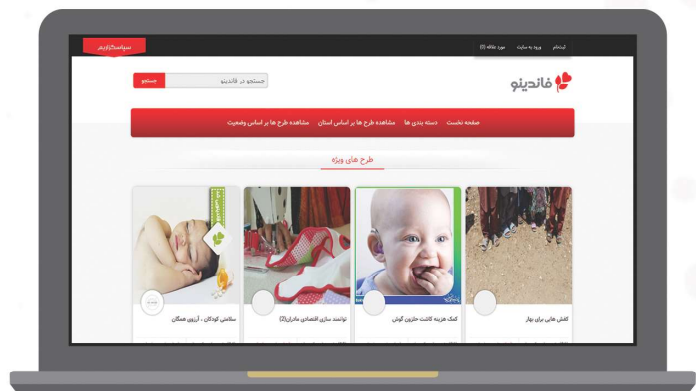 ثبت‌نام ورود به سایت مورد علاقه (0) سپاسگزاریم
فاندینو
جستجو در فاندینو جستجو
صفحه نخست دسته بندی ها مشاهده طرح ها بر اساس استان مشاهده طرح ها بر اساس وضعیت
طرح های ویژه
کفش هایی برای بهار
کمک هزینه کاشت حلزون گوش
توانمند سازی اقتصادی مادران(2)
سلامتی کودکان ، آرزوی همگان